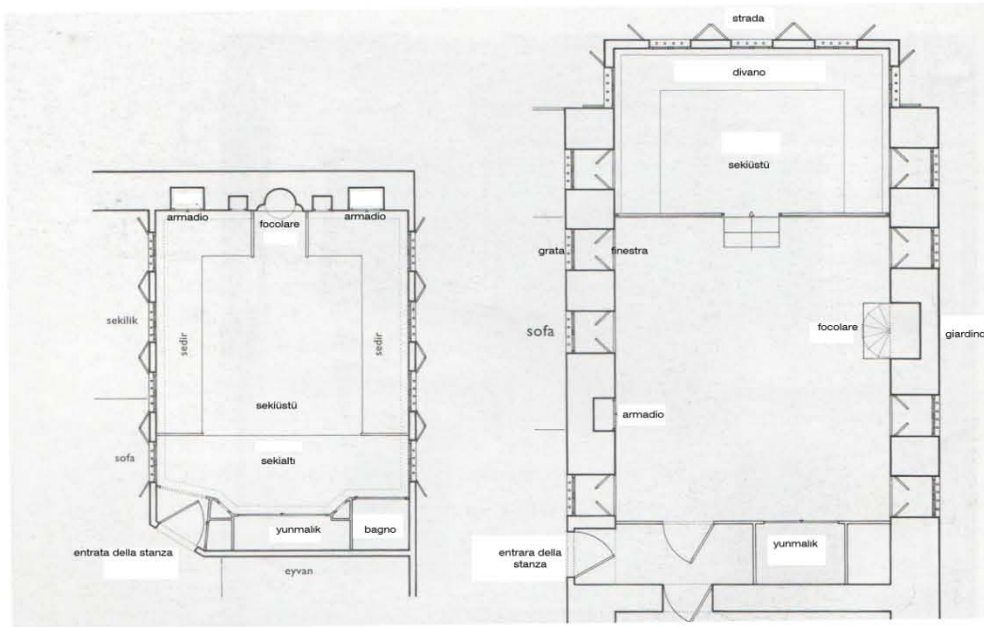 armadio
focolare
armadio
sekilik
sedir
sedir
sekiüstü
sofa
sekialtı
yunmalık
bagno
entrata della stanza
eyvan
strada
divano
sekiüstü
grata
finestra
sofa
focolare
giardino
armadio
entrara della
stanza
yunmalık